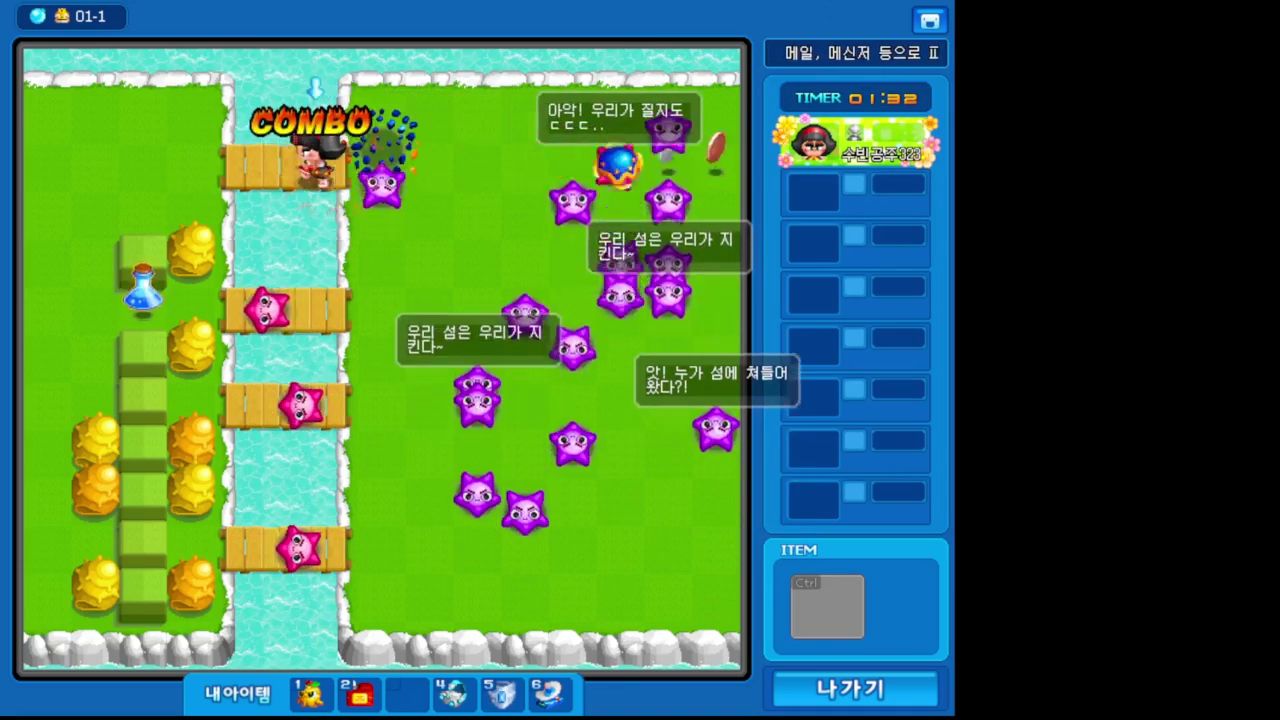 01-1
메일, 메신저 등으로 피
TIMER 01:32
수빈공주323
COMBO
아악! 우리가 질지도
ㄷㄷㄷ..
우리 섬은 우리가 지
킨다~
우리 섬은 우리가 지
킨다~
앗! 누가 섬에 쳐들어
왔다?!
ITEM
Ctrl
내아이템
1
2
4
5
6
나가기